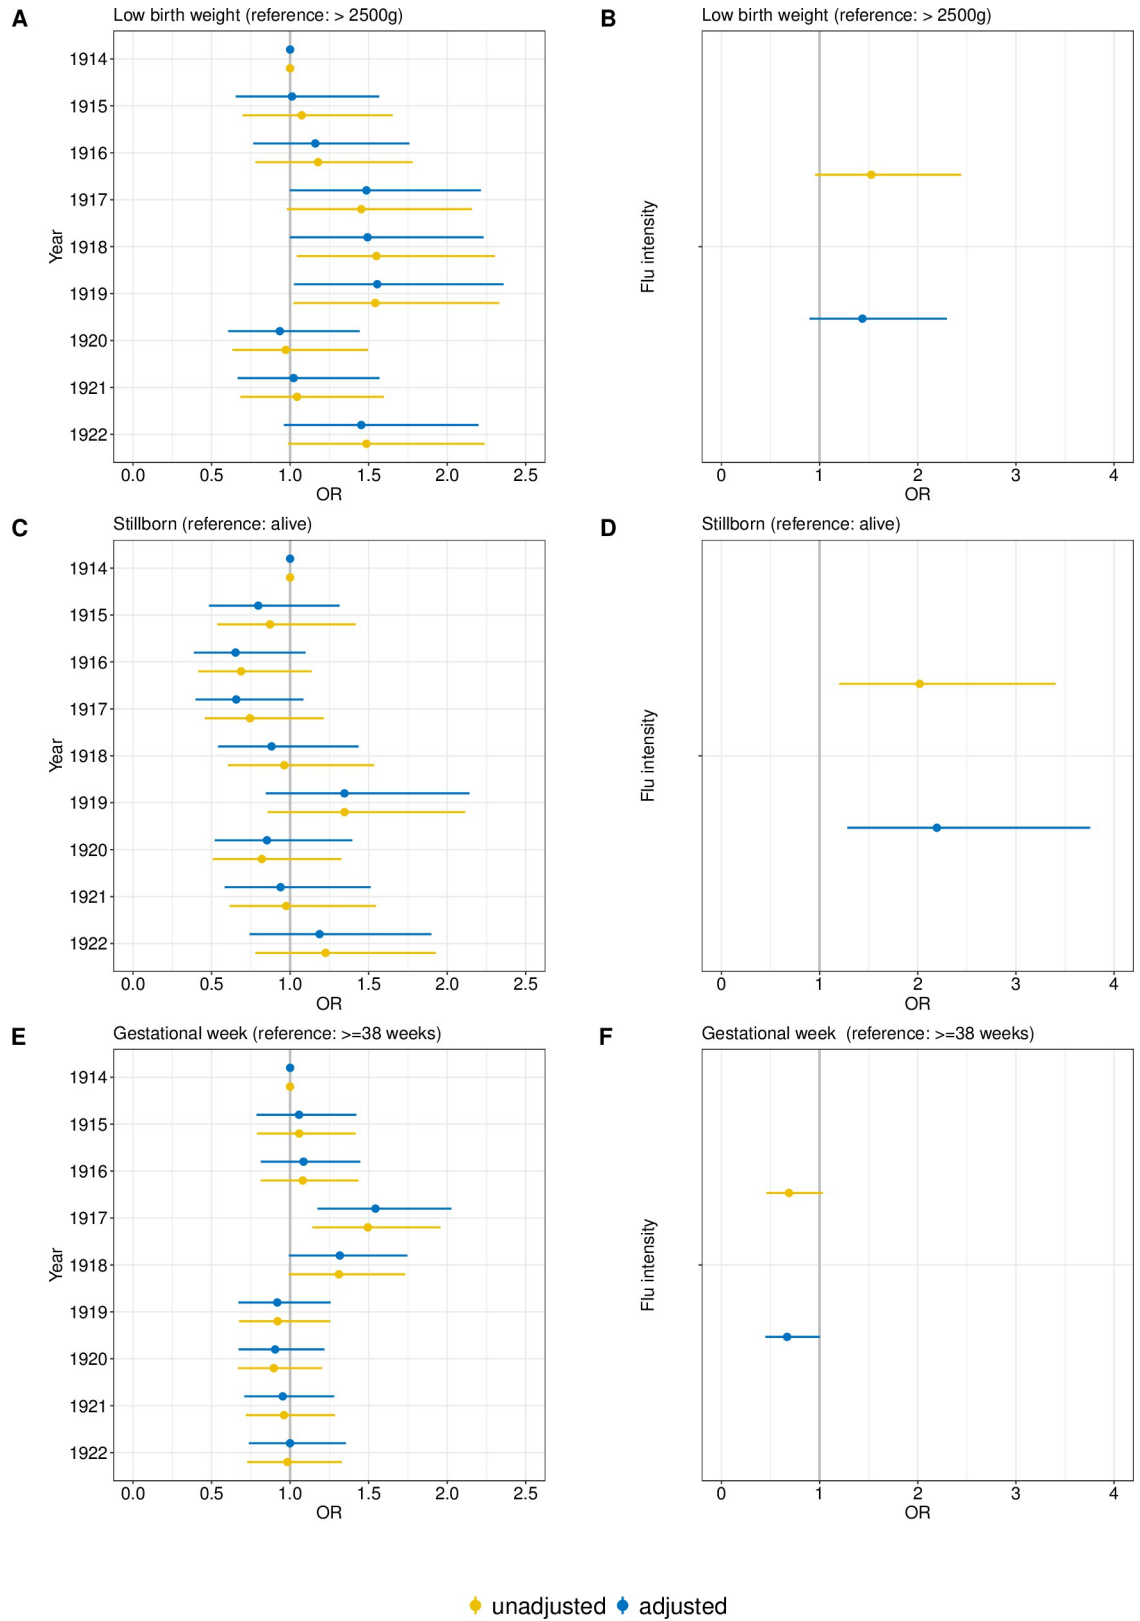 A
Low birth weight (reference: > 2500g)
Year
1914
1915
1916
1917
1918
1919
1920
1921
1922
0.0 0.5 1.0 1.5 2.0 2.5
OR
B
Low birth weight (reference: > 2500g)
Flu intensity
0 1 2 3 4
OR
C
Stillborn (reference: alive)
Year
1914
1915
1916
1917
1918
1919
1920
1921
1922
0.0 0.5 1.0 1.5 2.0 2.5
OR
D
Stillborn (reference: alive)
Flu intensity
0 1 2 3 4
OR
E
Gestational week (reference: >=38 weeks)
Year
1914
1915
1916
1917
1918
1919
1920
1921
1922
0.0 0.5 1.0 1.5 2.0 2.5
OR
F
Gestational week (reference: >=38 weeks)
Flu intensity
0 1 2 3 4
OR
unadjusted adjusted